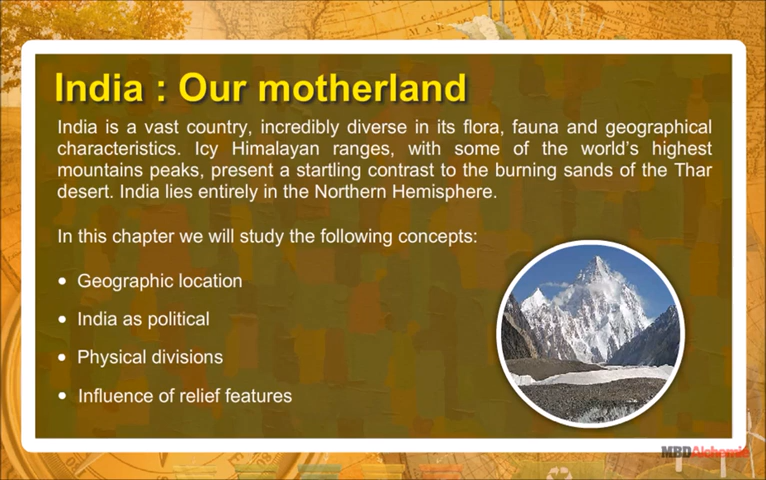 India : Our motherland
India is a vast country, incredibly diverse in its flora, fauna and geographical
characteristics. Icy Himalayan ranges, with some of the world's highest
mountains peaks, present a startling contrast to the burning sands of the Thar
desert. India lies entirely in the Northern Hemisphere.
In this chapter we will study the following concepts:
• Geographic location
• India as political
• Physical divisions
• Influence of relief features
MBDAlchemie